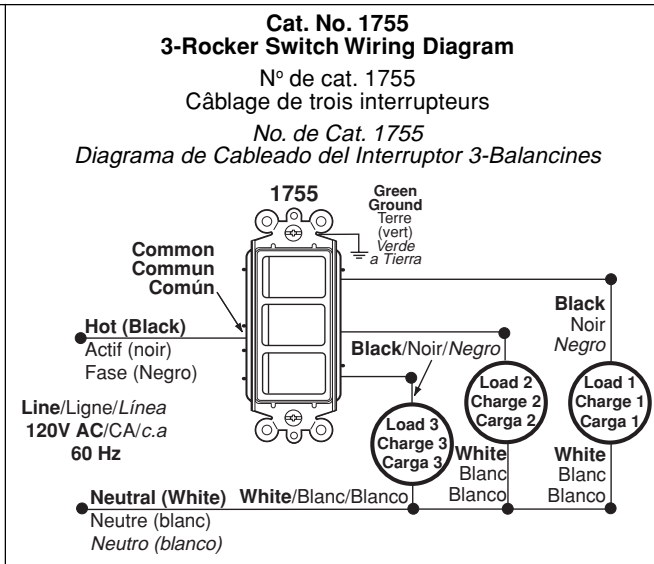 Cat. No. 1755
3-Rocker Switch Wiring Diagram
Nº de cat. 1755
Câblage de trois interrupteurs
No. de Cat. 1755
Diagrama de Cableado del Interruptor 3-Balancines
1755
Green
Ground
Terre
(vert)
Verde
a Tierra
Common
Commun
Común
Hot (Black)
Actif (noir)
Fase (Negro)
Line/Ligne/Línea
120V AC/CA/c.a
60 Hz
Black/Noir/Negro
Black
Noir
Negro
Load 3
Charge 3
Carga 3
Load 2
Charge 2
Carga 2
Load 1
Charge 1
Carga 1
White
Blanc
Blanco
White
Blanc
Blanco
Neutral (White)
Neutre (blanc)
Neutro (blanco)
White/Blanc/Blanco